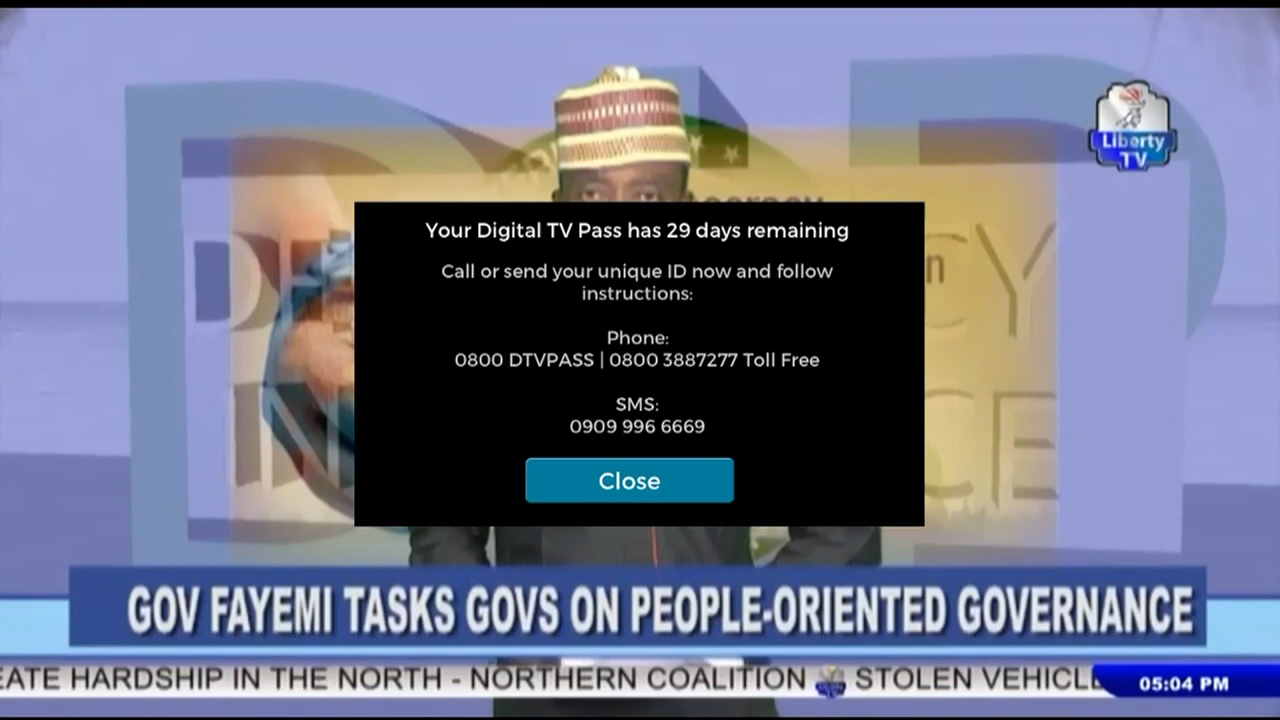 Liberty
TV
Your Digital TV Pass has 29 days remaining
Call or send your unique ID now and follow
instructions:
Phone:
0800 DTVPASS | 0800 3887277 Toll Free
SMS:
0909 996 6669
Close
GOV FAYEMI TASKS GOVS ON PEOPLE-ORIENTED GOVERNANCE
EATE HARDSHIP IN THE NORTH - NORTHERN COALITION STOLEN VEHICL
05:04 PM